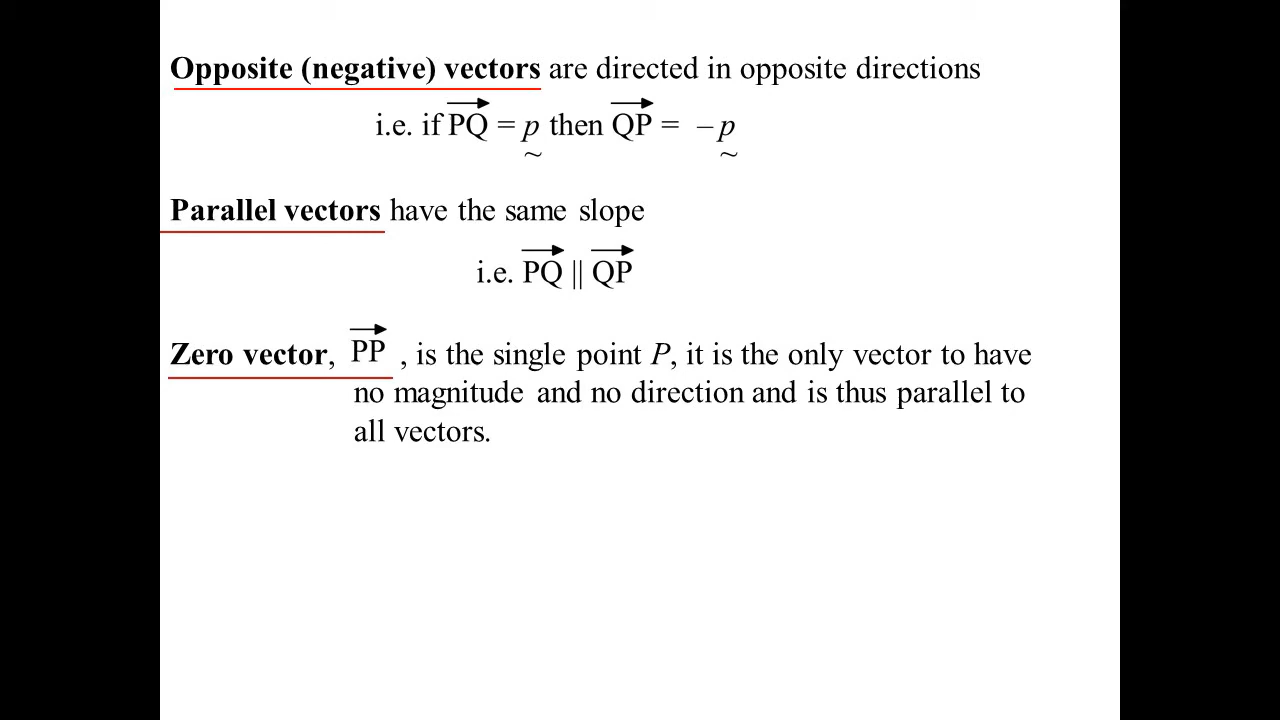 Opposite (negative) vectors are directed in opposite directions
i.e. if PQ⃗ = p̰ then QP⃗ = –p̰
Parallel vectors have the same slope
i.e. PQ⃗ || QP⃗
Zero vector, PP⃗ , is the single point P, it is the only vector to have
no magnitude and no direction and is thus parallel to
all vectors.